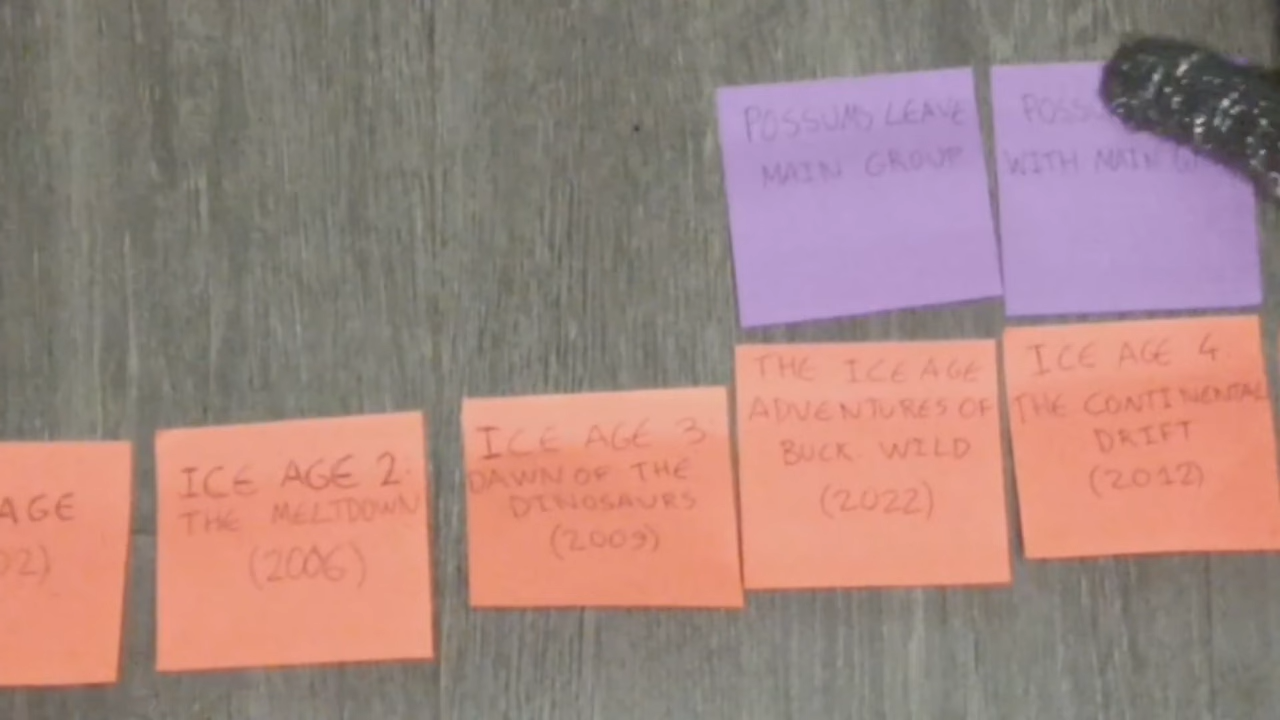 POSSUMS LEAVE
MAIN GROUP
WITH MAIN
AGE
ICE AGE 2
THE MELTDOWN
(2006)
ICE AGE 3
DAWN OF THE
DINOSAURS
(2009)
THE ICE AGE
ADVENTURES OF
BUCK WILD
(2022)
ICE AGE 4
THE CONTINENTAL
DRIFT
(2012)